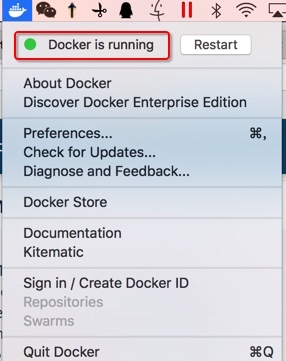 Docker is running
Restart
About Docker
Discover Docker Enterprise Edition
Preferences... ⌘,
Check for Updates...
Diagnose and Feedback...
Docker Store
Documentation
Kitematic
Sign in / Create Docker ID
Repositories
Swarms
Quit Docker ⌘Q